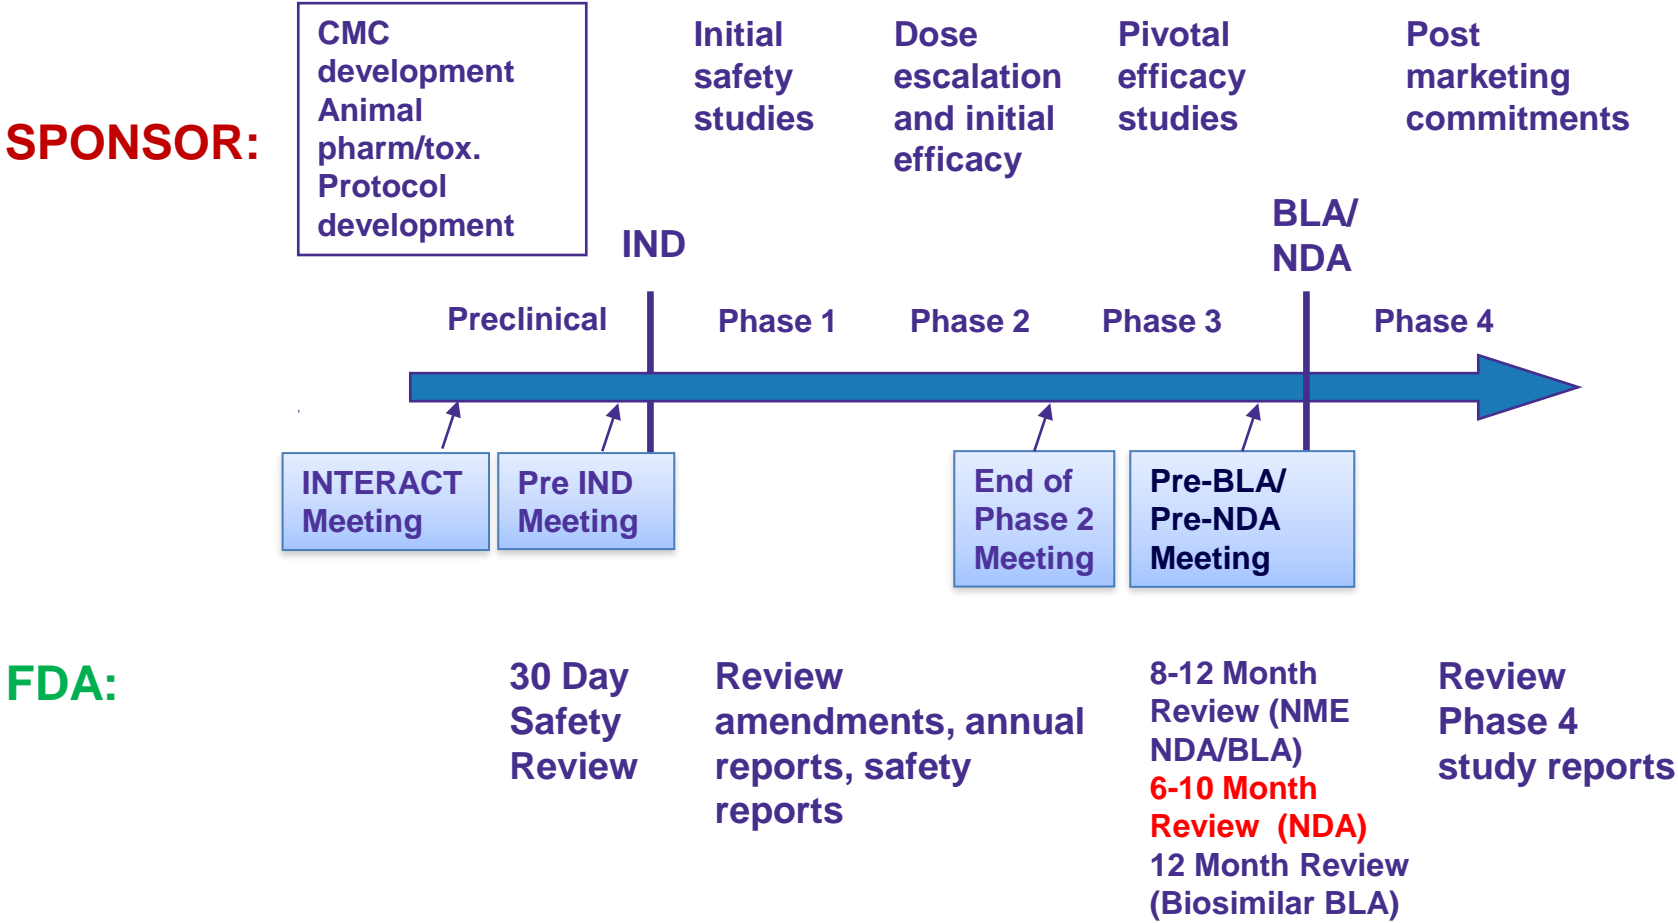 SPONSOR:
CMC
development
Animal
pharm/tox.
Protocol
development
Initial
safety
studies
Dose
escalation
and initial
efficacy
Pivotal
efficacy
studies
Post
marketing
commitments
IND
BLA/
NDA
Preclinical
Phase 1
Phase 2
Phase 3
Phase 4
INTERACT
Meeting
Pre IND
Meeting
End of
Phase 2
Meeting
Pre-BLA/
Pre-NDA
Meeting
FDA:
30 Day
Safety
Review
Review
amendments, annual
reports, safety
reports
8-12 Month
Review (NME
NDA/BLA)
6-10 Month
Review (NDA)
12 Month Review
(Biosimilar BLA)
Review
Phase 4
study reports